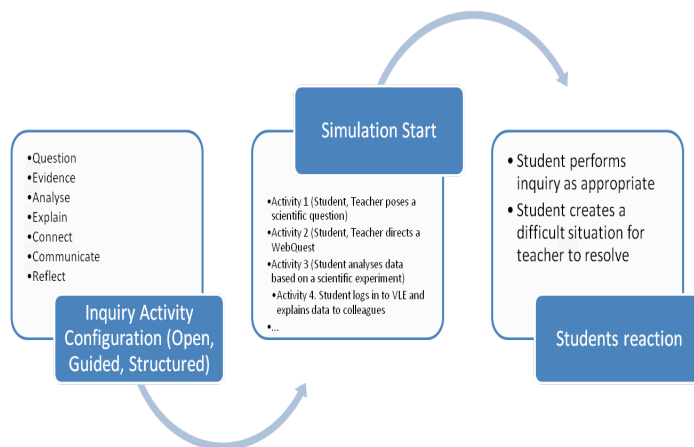 •Question
•Evidence
•Analyse
•Explain
•Connect
•Communicate
•Reflect
Inquiry Activity
Configuration (Open,
Guided, Structured)
Simulation Start
•Activity 1 (Student, Teacher poses a
scientific question)
•Activity 2 (Student, Teacher directs a
WebQuest
•Activity 3 (Student analyses data
based on a scientific experiment)
•Activity 4. Student logs in to VLE and
explains data to colleagues
•...
• Student performs
inquiry as appropriate
• Student creates a
difficult situation for
teacher to resolve
Students reaction